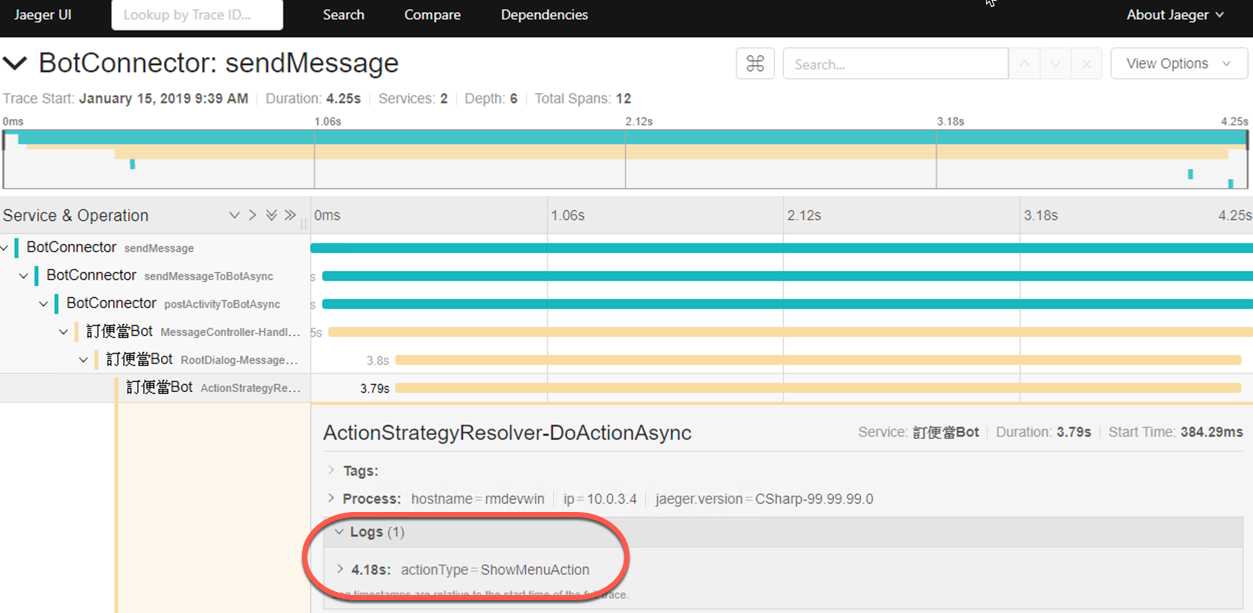 Jaeger UI Lookup by Trace ID... Search Compare Dependencies About Jaeger
BotConnector: sendMessage ⌘ Search... View Options
Trace Start: January 15, 2019 9:39 AM Duration: 4.25s Services: 2 Depth: 6 Total Spans: 12
0ms 1.06s 2.12s 3.18s 4.25s
Service & Operation 0ms 1.06s 2.12s 3.18s 4.25s
BotConnector sendMessage
BotConnector sendMessageToBotAsync s
BotConnector postActivityToBotAsync s
訂便當Bot MessageController-Handl... 5s
訂便當Bot RootDialog-Message... 3.8s
訂便當Bot ActionStrategyRe... 3.79s
ActionStrategyResolver-DoActionAsync Service: 訂便當Bot Duration: 3.79s Start Time: 384.29ms
Tags:
Process: hostname = rmdevwin ip = 10.0.3.4 jaeger.version = CSharp-99.99.99.0
Logs (1)
4.18s: actionType = ShowMenuAction
timestamps are relative to the start time of the full trace.